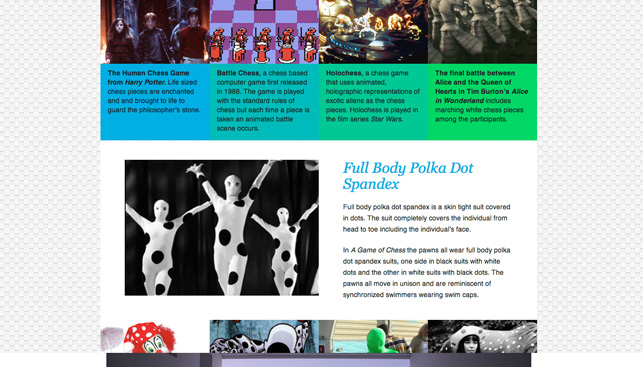 The Human Chess Game
from Harry Potter. Life sized
chess pieces are enchanted
and and brought to life to
guard the philosopher's stone.
Battle Chess, a chess based
computer game first released
in 1988. The game is played
with the standard rules of
chess but each time a piece is
taken an animated battle
scene occurs.
Holochess, a chess game
that uses animated,
holographic representations of
exotic aliens as the chess
pieces. Holochess is played in
the film series Star Wars.
The final battle between
Alice and the Queen of
Hearts in Tim Burton's Alice
in Wonderland includes
marching white chess pieces
among the participants.
Full Body Polka Dot
Spandex
Full body polka dot spandex is a skin tight suit covered
in dots. The suit completely covers the individual from
head to toe including the individual's face.
In A Game of Chess the pawns all wear full body polka
dot spandex suits, one side in black suits with white
dots and the other in white suits with black dots. The
pawns all move in unison and are reminiscent of
synchronized swimmers wearing swim caps.